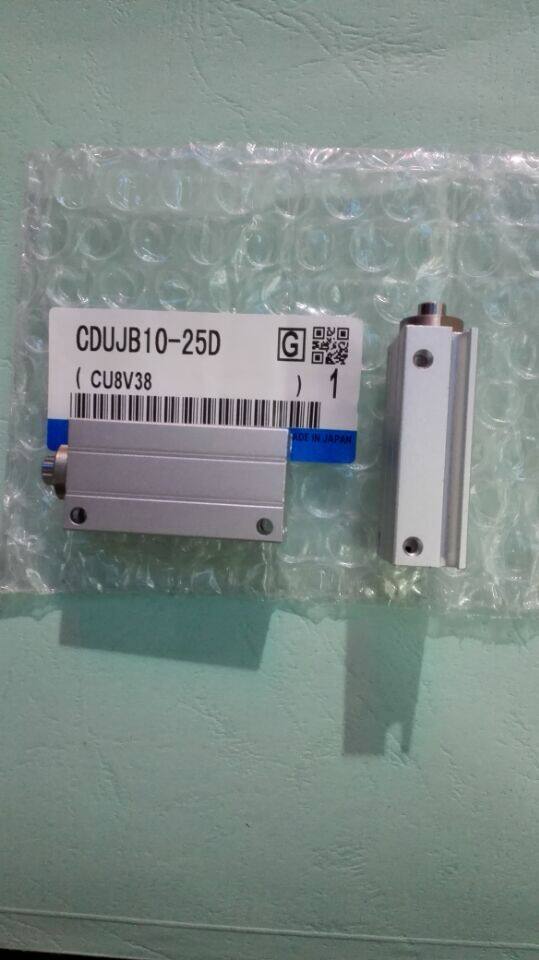 CDUJB10-25D G
( CU8V38 ) 1
ADE IN JAPAN